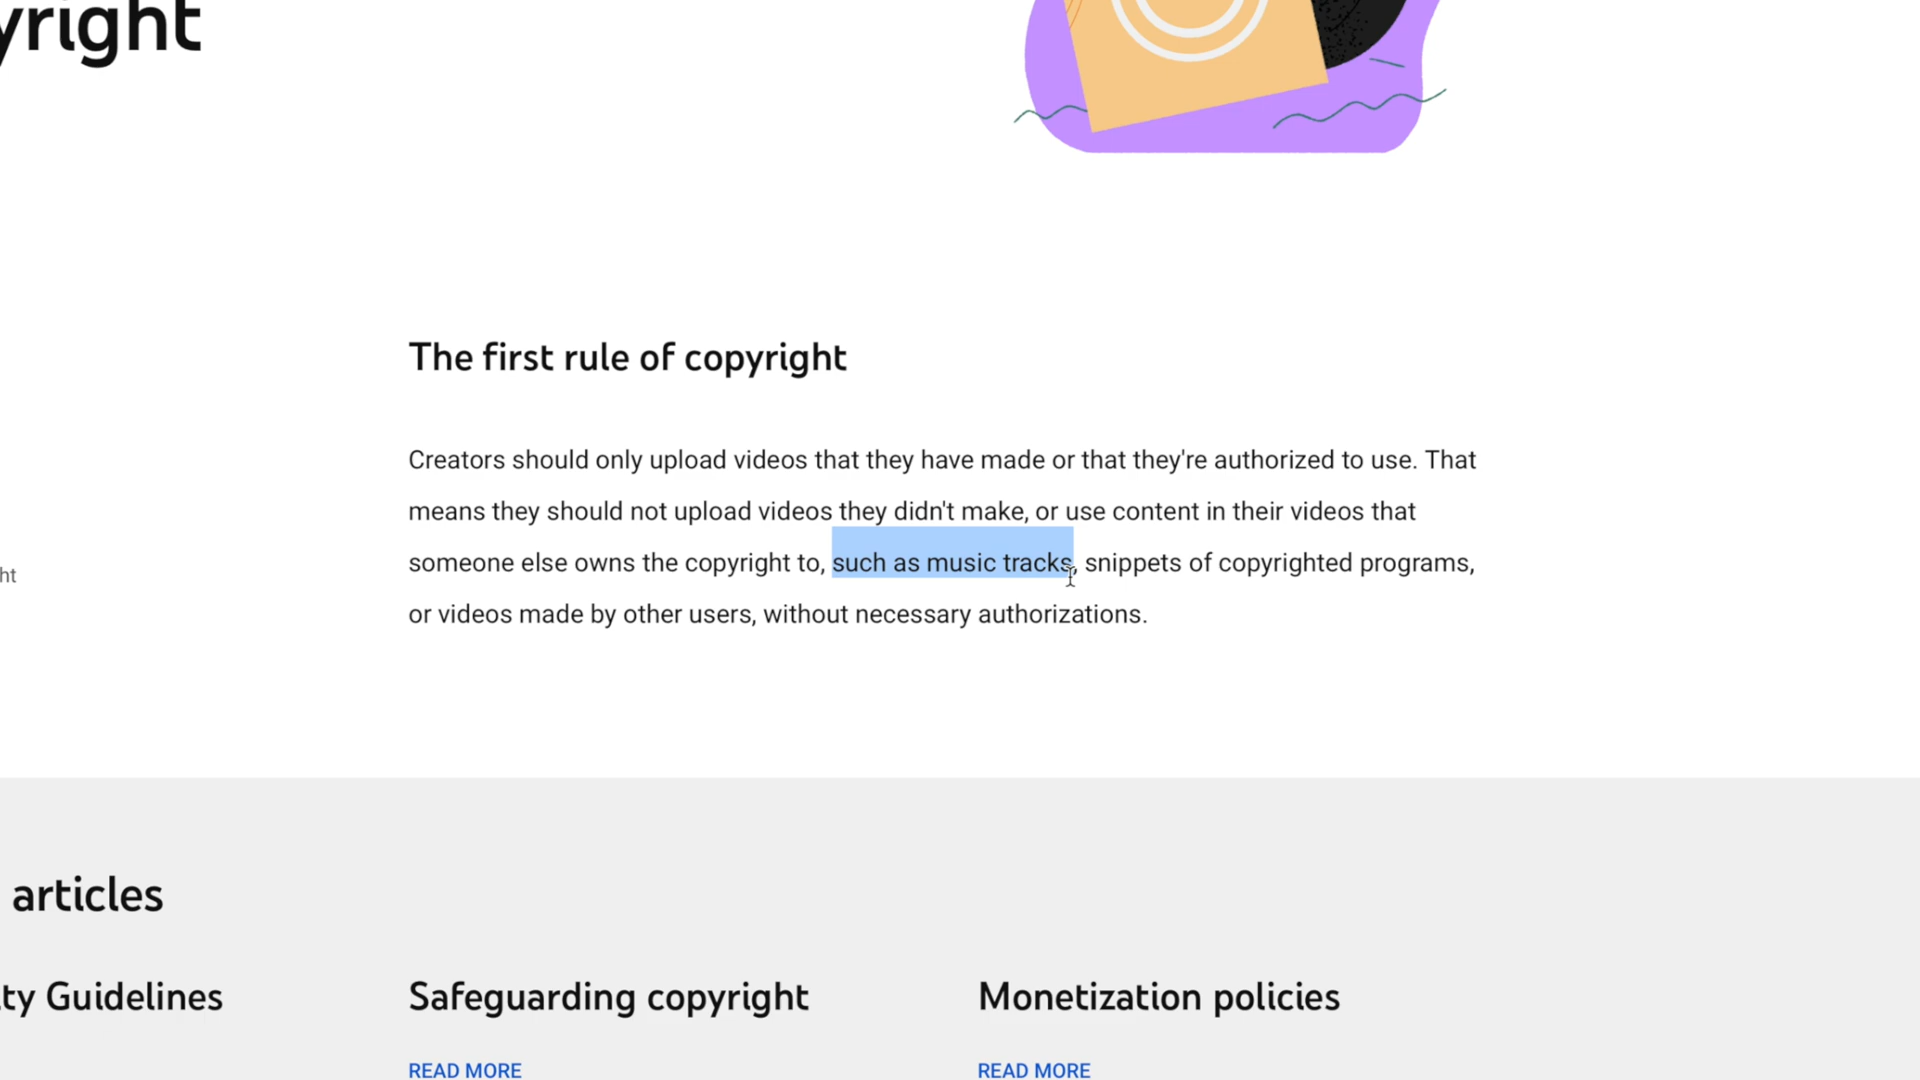 yright
The first rule of copyright
Creators should only upload videos that they have made or that they're authorized to use. That
means they should not upload videos they didn't make, or use content in their videos that
someone else owns the copyright to, such as music tracks, snippets of copyrighted programs,
ht
or videos made by other users, without necessary authorizations.
articles
ty Guidelines
Safeguarding copyright
Monetization policies
READ MORE
READ MORE